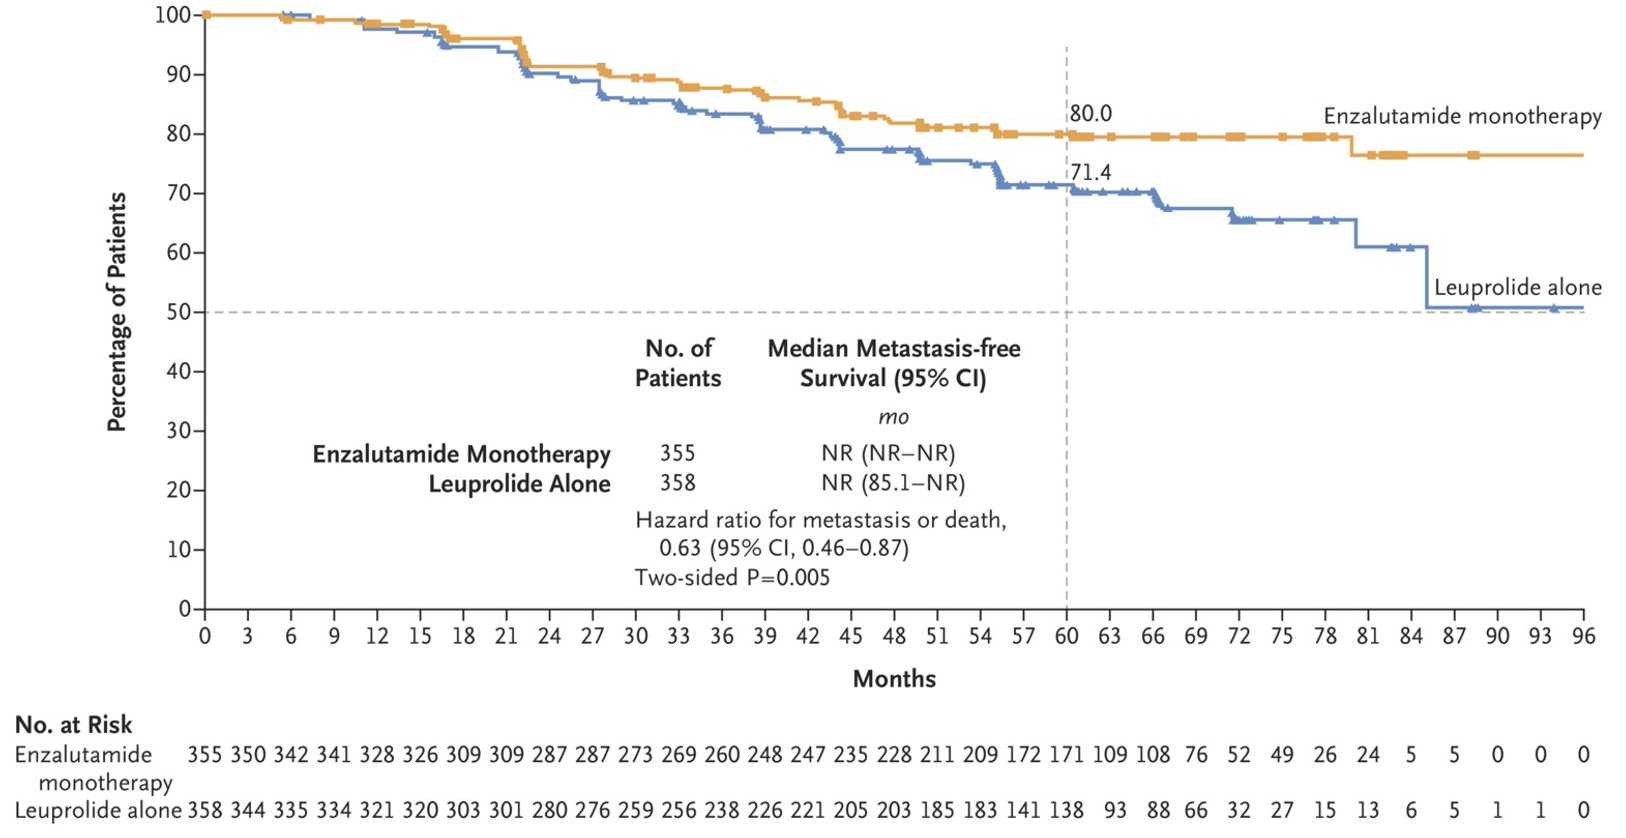 100
90
80
70
60
50
40
30
20
10
0
Percentage of Patients
80.0
71.4
Enzalutamide monotherapy
Leuprolide alone
No. of Patients
Median Metastasis-free Survival (95% CI)
mo
Enzalutamide Monotherapy 355 NR (NR–NR)
Leuprolide Alone 358 NR (85.1–NR)
Hazard ratio for metastasis or death,
0.63 (95% CI, 0.46–0.87)
Two-sided P=0.005
0 3 6 9 12 15 18 21 24 27 30 33 36 39 42 45 48 51 54 57 60 63 66 69 72 75 78 81 84 87 90 93 96
Months
No. at Risk
Enzalutamide monotherapy 355 350 342 341 328 326 309 309 287 287 273 269 260 248 247 235 228 211 209 172 171 109 108 76 52 49 26 24 5 5 0 0 0
Leuprolide alone 358 344 335 334 321 320 303 301 280 276 259 256 238 226 221 205 203 185 183 141 138 93 88 66 32 27 15 13 6 5 1 1 0